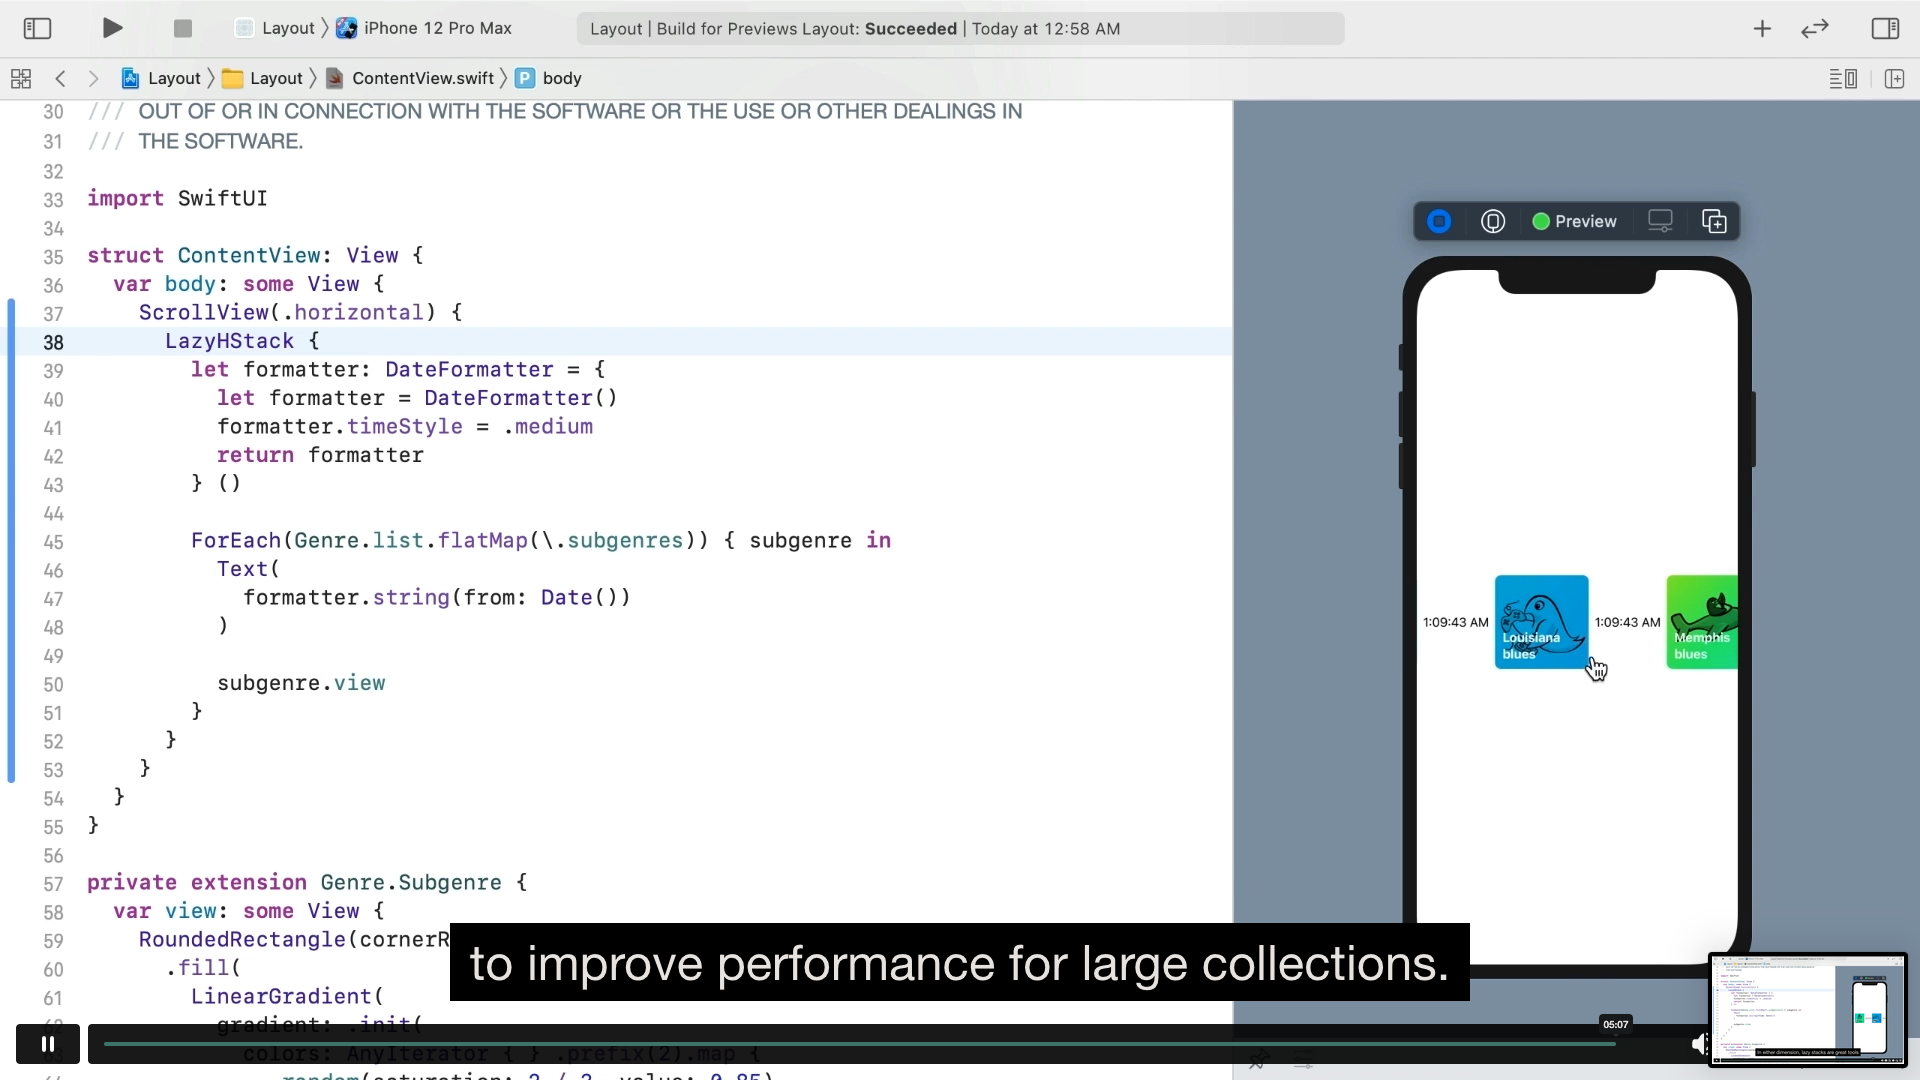 Layout 〉 iPhone 12 Pro Max
Layout | Build for Previews Layout: Succeeded | Today at 12:58 AM
Layout 〉 Layout 〉 ContentView.swift 〉 P body
30 /// OUT OF OR IN CONNECTION WITH THE SOFTWARE OR THE USE OR OTHER DEALINGS IN
31 /// THE SOFTWARE.
32
33 import SwiftUI
34
35 struct ContentView: View {
36 var body: some View {
37 ScrollView(.horizontal) {
38 LazyHStack {
39 let formatter: DateFormatter = {
40 let formatter = DateFormatter()
41 formatter.timeStyle = .medium
42 return formatter
43 } ()
44
45 ForEach(Genre.list.flatMap(\.subgenres)) { subgenre in
46 Text(
47 formatter.string(from: Date())
48 )
49
50 subgenre.view
51 }
52 }
53 }
54 }
55 }
56
57 private extension Genre.Subgenre {
58 var view: some View {
59 RoundedRectangle(cornerR
60 .fill(
61 LinearGradient(
62 gradient: .init(
63 colors: AnyIterator { } .prefix(2).map {
.random(saturation: 2 / 3, value: 0.85)
Preview
1:09:43 AM
Louisiana
blues
1:09:43 AM
Memphis
blues
to improve performance for large collections.
05:07
In either dimension, lazy stacks are great tools